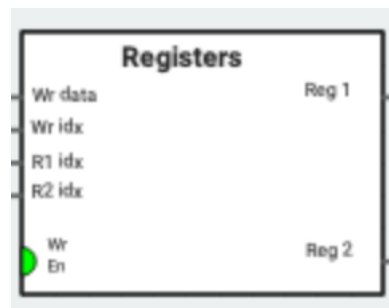 Registers
Wr data
Reg 1
Wr idx
R1 idx
R2 idx
Wr
En
Reg 2